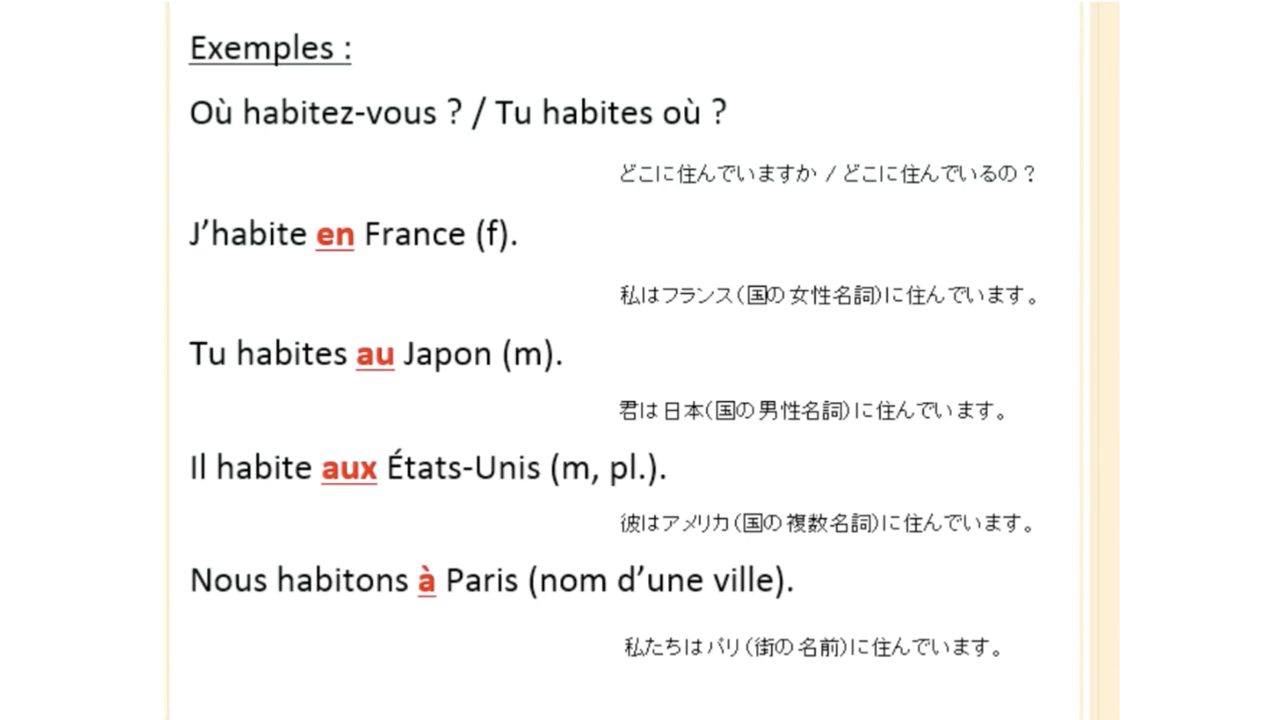 Exemples :
Où habitez-vous ? / Tu habites où ?
どこに住んでいますか / どこに住んでいるの？
J’habite en France (f).
私はフランス（国の女性名詞）に住んでいます。
Tu habites au Japon (m).
君は日本（国の男性名詞）に住んでいます。
Il habite aux États-Unis (m, pl.).
彼はアメリカ（国の複数名詞）に住んでいます。
Nous habitons à Paris (nom d’une ville).
私たちはパリ（街の名前）に住んでいます。